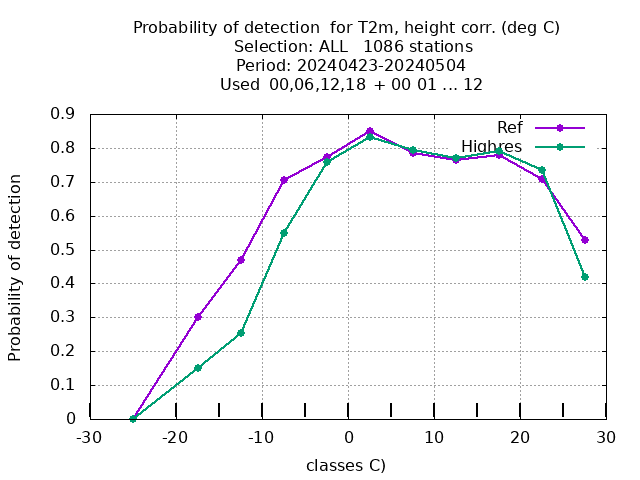 Probability of detection  for T2m, height corr. (deg C)
Selection: ALL   1086 stations
Period: 20240423-20240504
Used  00,06,12,18  + 00 01 ... 12
Ref
Highres
Probability of detection
0.9
0.8
0.7
0.6
0.5
0.4
0.3
0.2
0.1
0
-30 -20 -10 0 10 20 30
classes C)